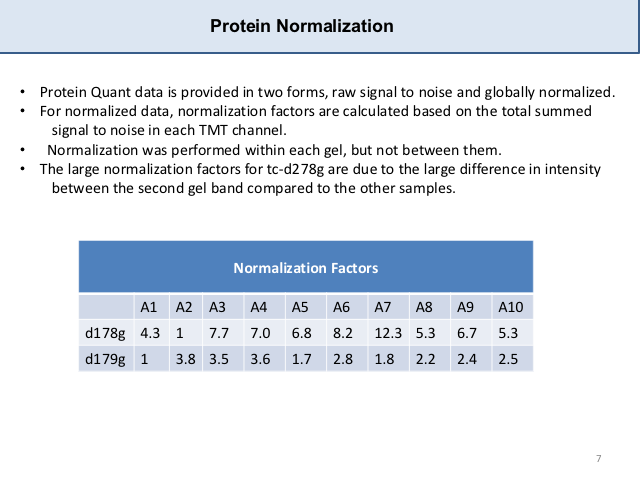 Protein Normalization
• Protein Quant data is provided in two forms, raw signal to noise and globally normalized.
• For normalized data, normalization factors are calculated based on the total summed
signal to noise in each TMT channel.
• Normalization was performed within each gel, but not between them.
• The large normalization factors for tc-d278g are due to the large difference in intensity
between the second gel band compared to the other samples.
Normalization Factors
A1 A2 A3 A4 A5 A6 A7 A8 A9 A10
d178g 4.3 1 7.7 7.0 6.8 8.2 12.3 5.3 6.7 5.3
d179g 1 3.8 3.5 3.6 1.7 2.8 1.8 2.2 2.4 2.5
7